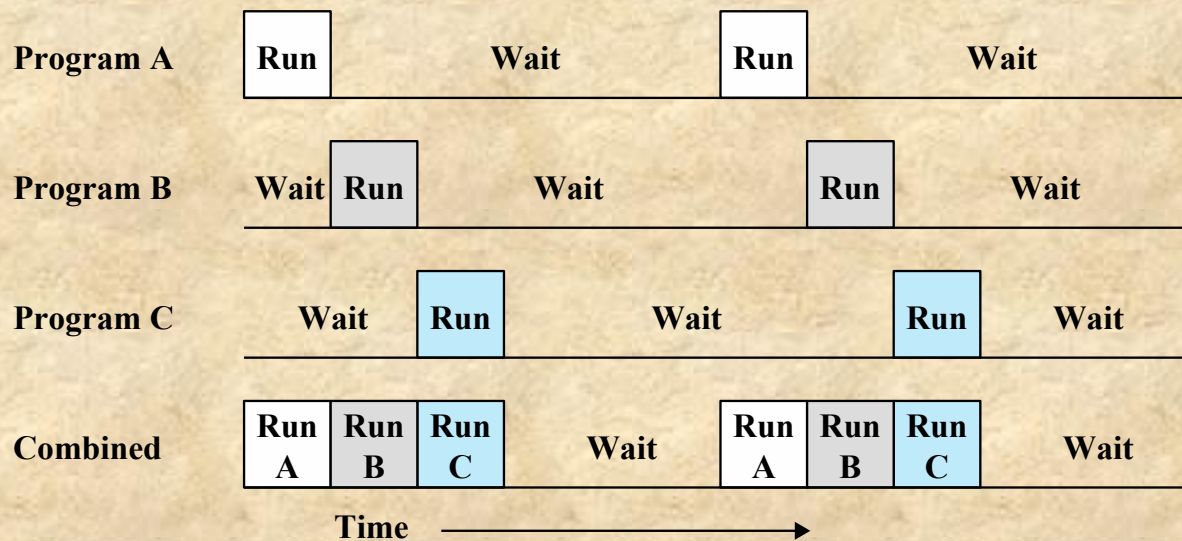 Program A Run Wait Run Wait
Program B Wait Run Wait Run Wait
Program C Wait Run Wait Run Wait
Combined Run A Run B Run C Wait Run A Run B Run C Wait
Time